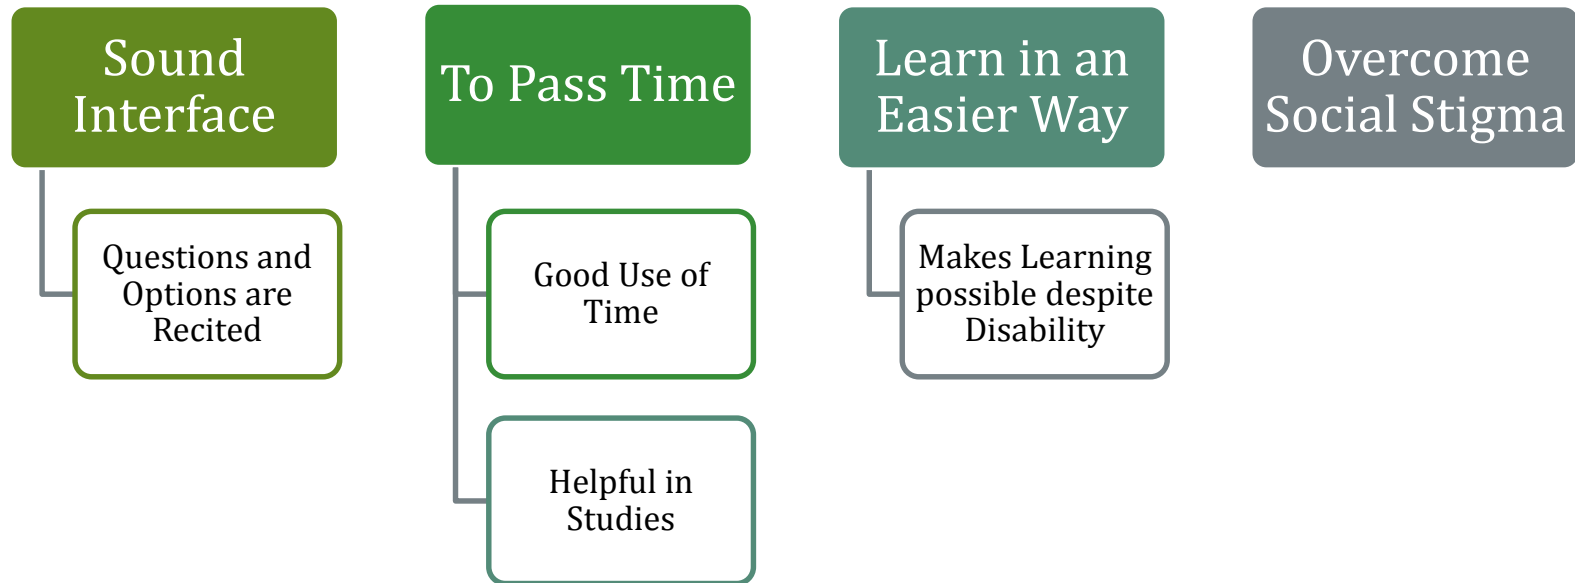 Sound
Interface
Questions and
Options are
Recited
To Pass Time
Good Use of
Time
Helpful in
Studies
Learn in an
Easier Way
Makes Learning
possible despite
Disability
Overcome
Social Stigma